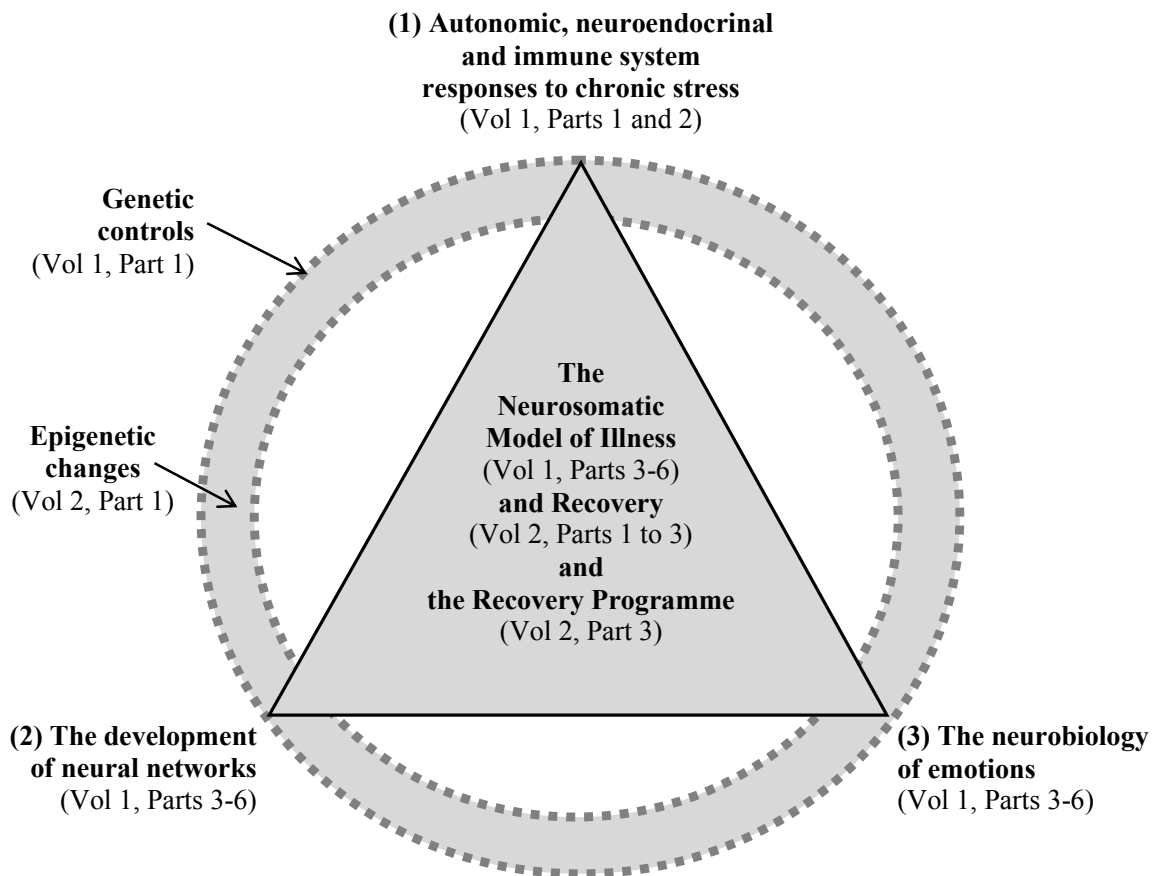 (1) Autonomic, neuroendocrinal
and immune system
responses to chronic stress
(Vol 1, Parts 1 and 2)
Genetic
controls
(Vol 1, Part 1)
Epigenetic
changes
(Vol 2, Part 1)
The
Neurosomatic
Model of Illness
(Vol 1, Parts 3-6)
and Recovery
(Vol 2, Parts 1 to 3)
and
the Recovery Programme
(Vol 2, Part 3)
(2) The development
of neural networks
(Vol 1, Parts 3-6)
(3) The neurobiology
of emotions
(Vol 1, Parts 3-6)